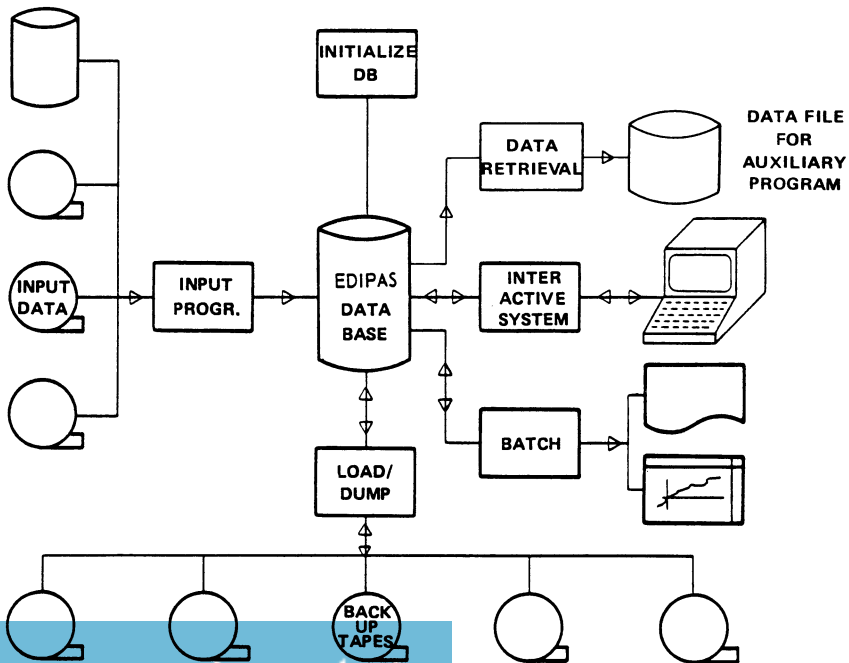 INITIALIZE
DB
DATA
RETRIEVAL
DATA FILE
FOR
AUXILIARY
PROGRAM
INPUT
DATA
INPUT
PROGR.
EDIPAS
DATA
BASE
INTER
ACTIVE
SYSTEM
BATCH
LOAD/
DUMP
BACK
UP
TAPES